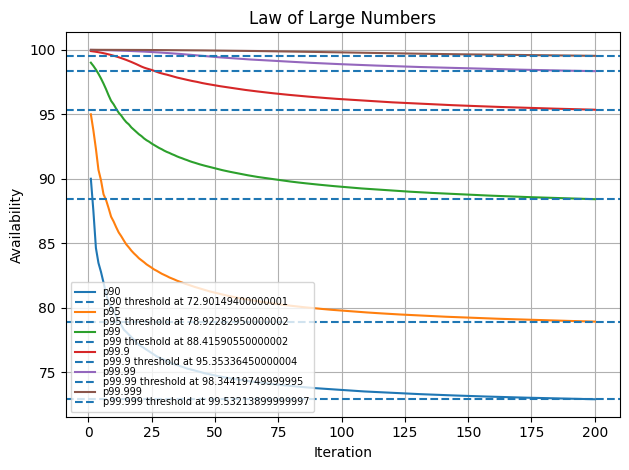 Law of Large Numbers
Availability
100
95
90
85
80
75
p90
p90 threshold at 72.90149400000001
p95
p95 threshold at 78.92282950000002
p99
p99 threshold at 88.41590550000002
p99.9
p99.9 threshold at 95.35336450000004
p99.99
p99.99 threshold at 98.34419749999995
p99.999
p99.999 threshold at 99.53213899999997
0 25 50 75 100 125 150 175 200
Iteration